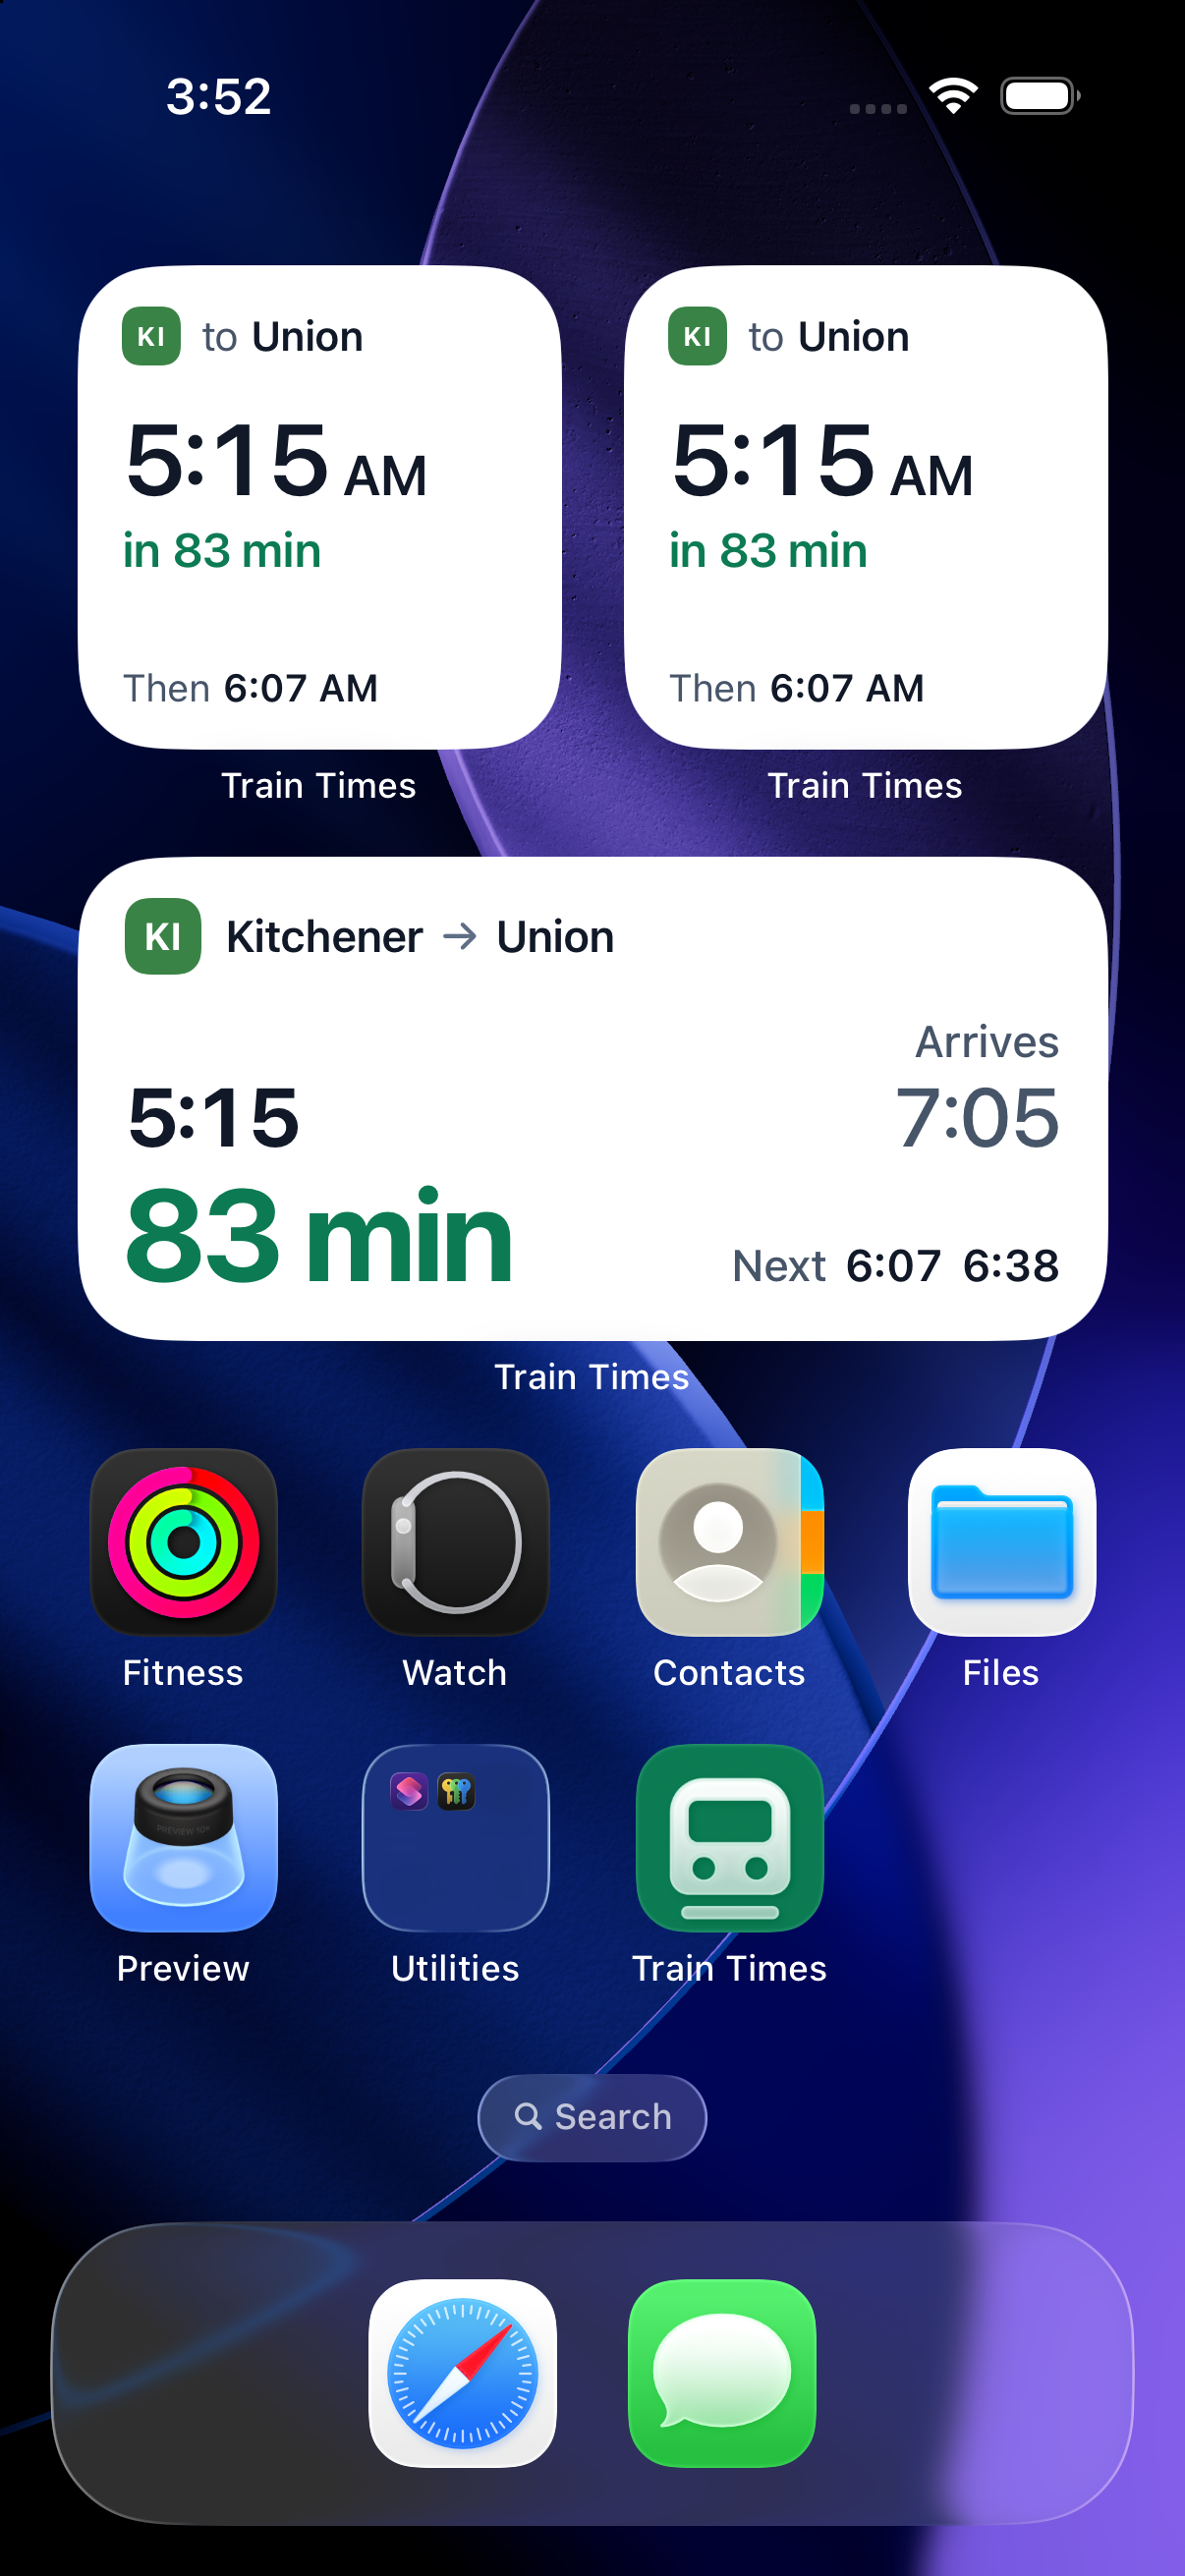 3:52
KI to Union
5:15 AM
in 83 min
Then 6:07 AM
Train Times
KI to Union
5:15 AM
in 83 min
Then 6:07 AM
Train Times
KI Kitchener → Union
Arrives
5:15 7:05
83 min
Next 6:07 6:38
Train Times
Fitness Watch Contacts Files
PREVIEW 10×
Preview Utilities Train Times
Search